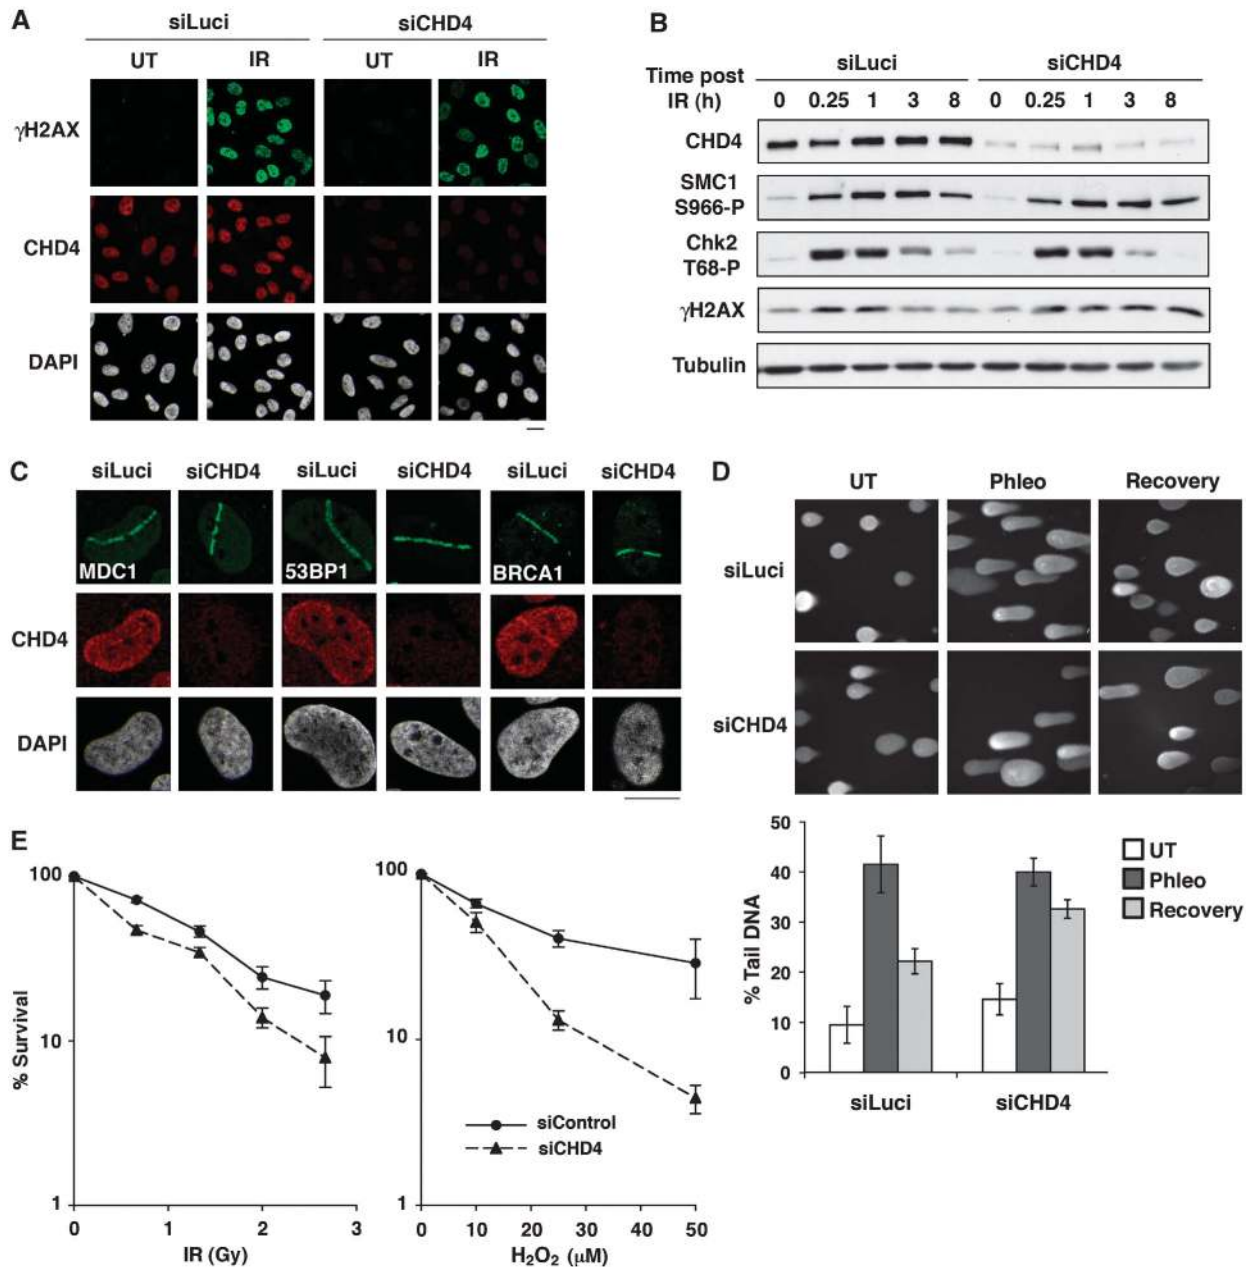 A
siLuci siCHD4
UT IR UT IR
γH2AX
CHD4
DAPI
B
siLuci siCHD4
Time post
IR (h) 0 0.25 1 3 8 0 0.25 1 3 8
CHD4
SMC1
S966-P
Chk2
T68-P
γH2AX
Tubulin
C
siLuci siCHD4 siLuci siCHD4 siLuci siCHD4
MDC1 53BP1 BRCA1
CHD4
DAPI
D
UT Phleo Recovery
siLuci
siCHD4
50
40
30
20
10
0
% Tail DNA
siLuci siCHD4
UT
Phleo
Recovery
E
100
10
1
% Survival
0 1 2 3
IR (Gy)
100
10
1
siControl
siCHD4
0 10 20 30 40 50
H₂O₂ (μM)